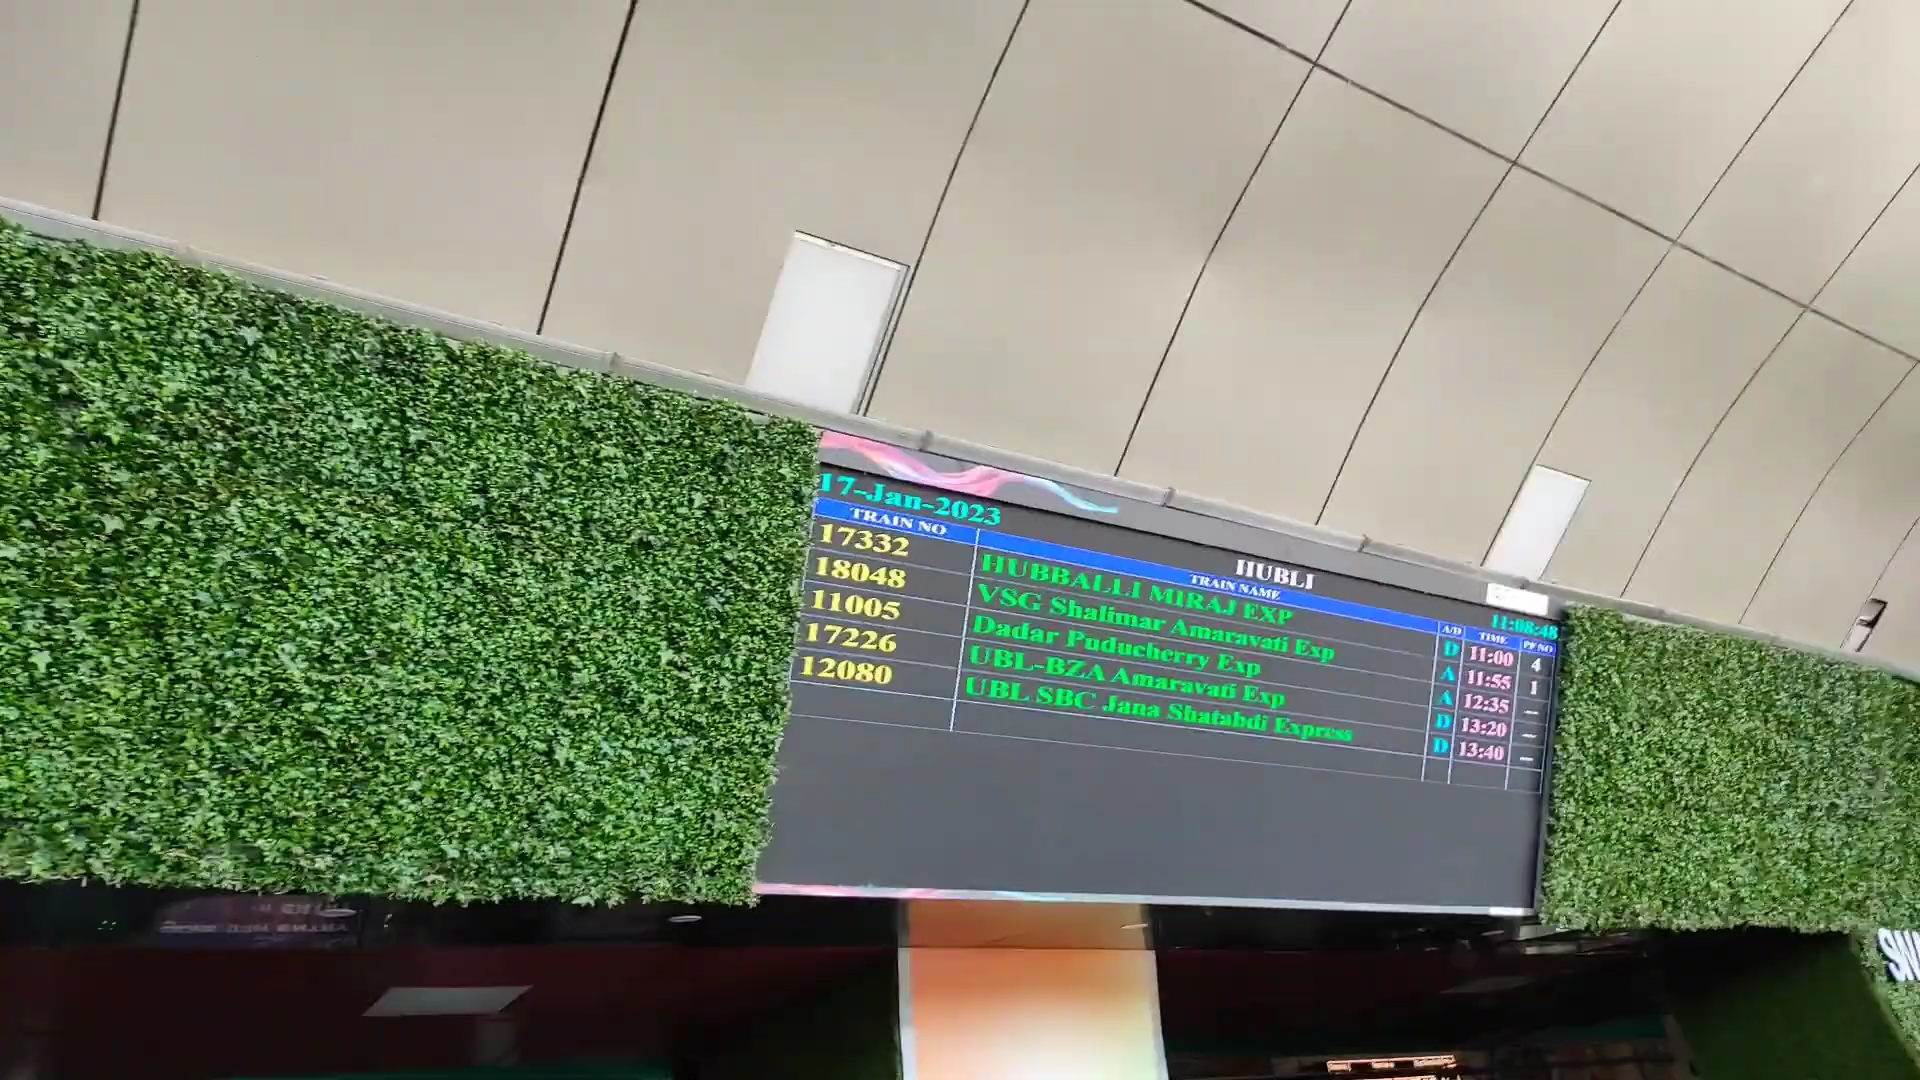 17-Jan-2023 HUBLI 11:08:48
TRAIN NO TRAIN NAME A/D TIME PF NO
17332 HUBBALLI MIRAJ EXP D 11:00 4
18048 VSG Shalimar Amaravati Exp A 11:55 1
11005 Dadar Puducherry Exp A 12:35 --
17226 UBL-BZA Amaravati Exp D 13:20 --
12080 UBL SBC Jana Shatabdi Express D 13:40 --